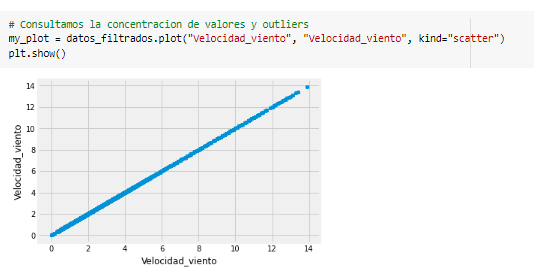 # Consultamos la concentracion de valores y outliers
my_plot = datos_filtrados.plot("Velocidad_viento", "Velocidad_viento", kind="scatter")
plt.show()
14
12
10
8
6
4
2
0
Velocidad_viento
0 2 4 6 8 10 12 14
Velocidad_viento